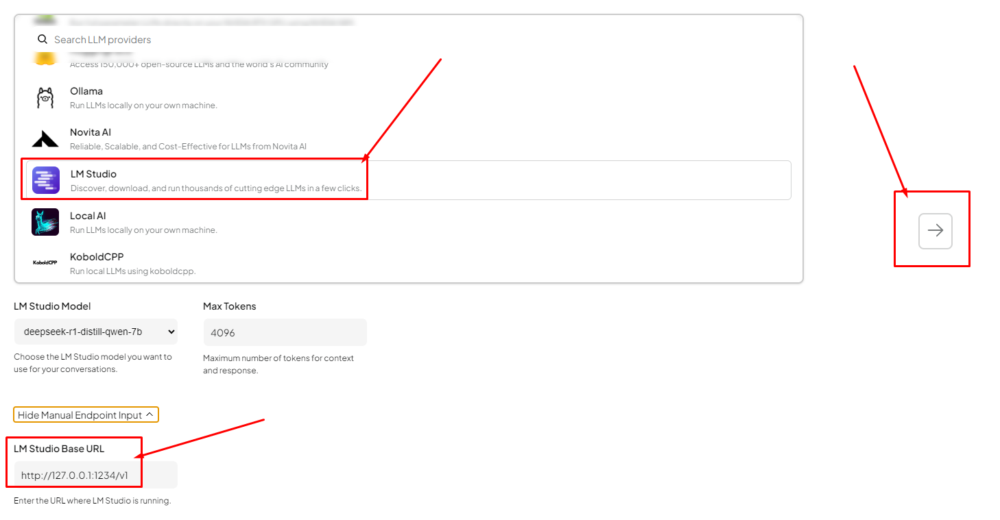 Search LLM providers
Access 150,000+ open-source LLMs and the world's AI community
Ollama
Run LLMs locally on your own machine.
Novita AI
Reliable, Scalable, and Cost-Effective for LLMs from Novita AI
LM Studio
Discover, download, and run thousands of cutting edge LLMs in a few clicks.
Local AI
Run LLMs locally on your own machine.
KoboldCPP
KoboldCPP
Run local LLMs using koboldcpp.
LM Studio Model
Max Tokens
deepseek-r1-distill-qwen-7b
4096
Choose the LM Studio model you want to
use for your conversations.
Maximum number of tokens for context
and response.
Hide Manual Endpoint Input
LM Studio Base URL
http://127.0.0.1:1234/v1
Enter the URL where LM Studio is running.